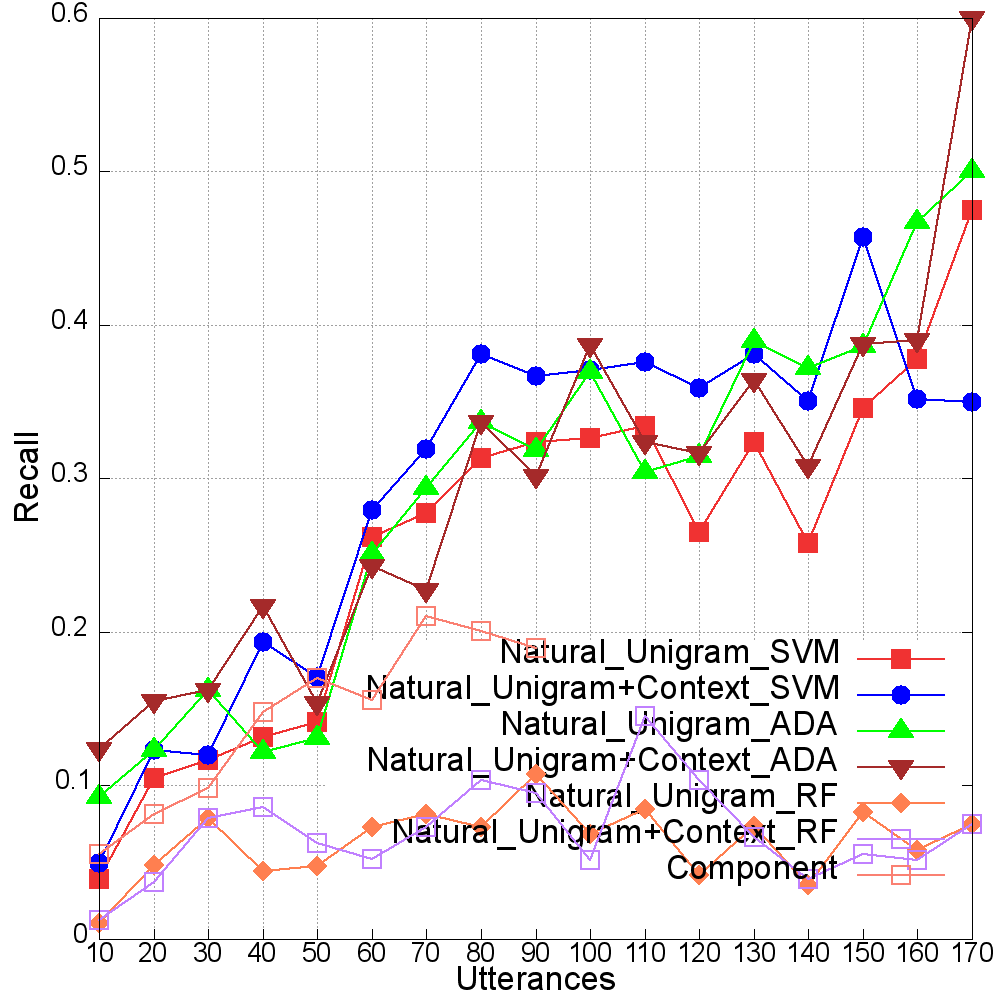 0.6
0.5
0.4
0.3
0.2
0.1
0
Recall
Natural_Unigram_SVM
Natural_Unigram+Context_SVM
Natural_Unigram_ADA
Natural_Unigram+Context_ADA
Natural_Unigram_RF
Natural_Unigram+Context_RF
Component
10 20 30 40 50 60 70 80 90 100 110 120 130 140 150 160 170
Utterances